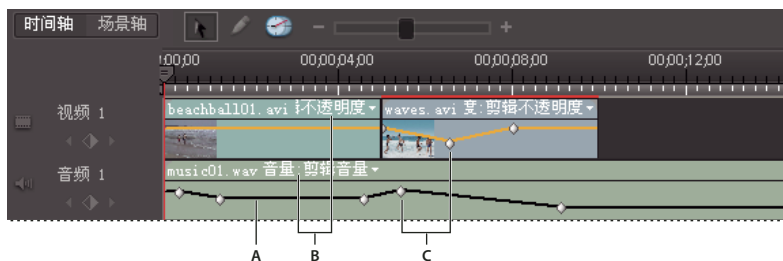 时间轴 场景轴
;00;00 00;00;04;00 00;00;08;00 00;00;12;00
视频 1
beachball01.avi 不透明度 waves.avi 度:剪辑不透明度
音频 1
music01.wav 音量:剪辑音量
A B C